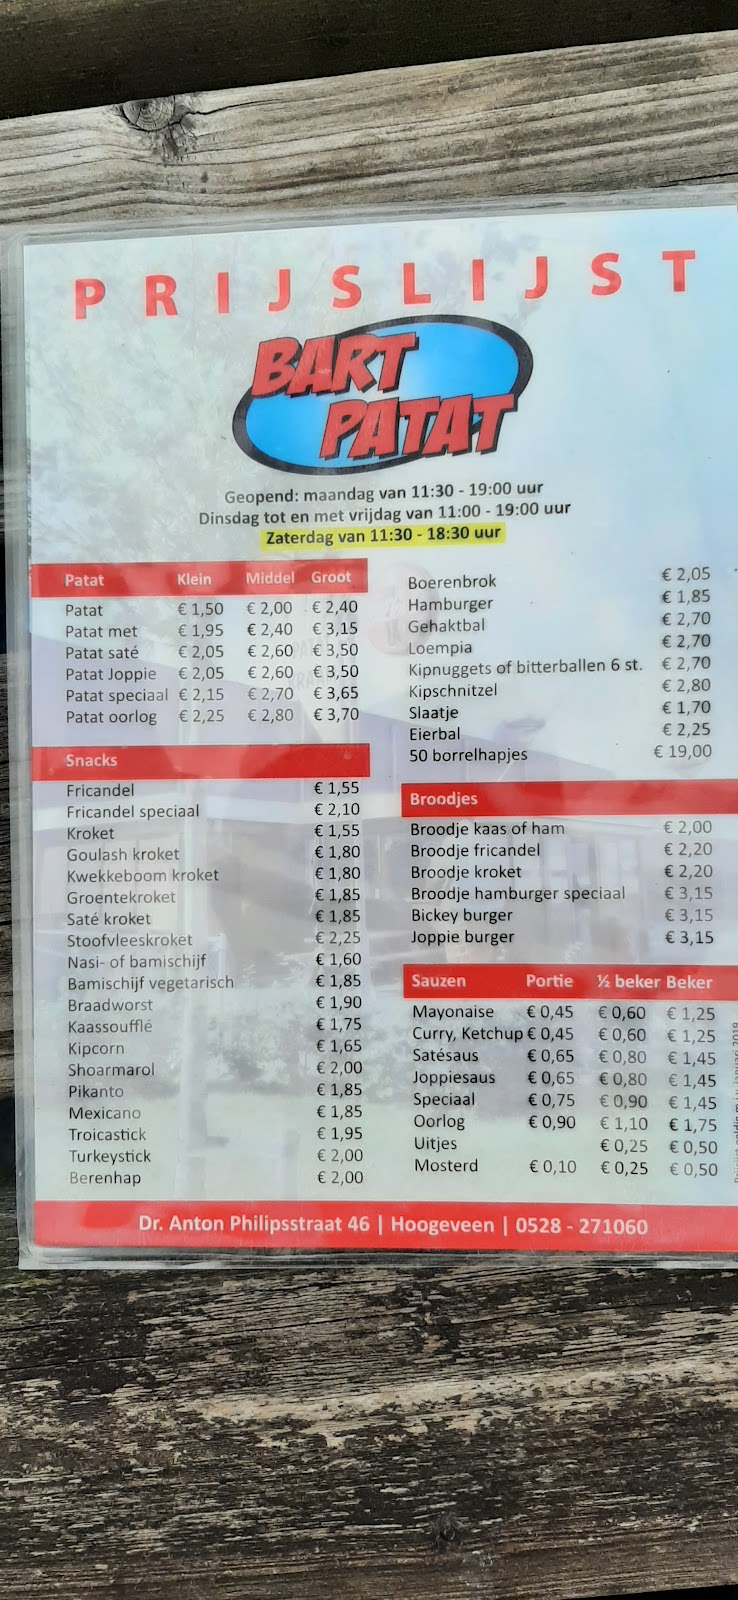 PRIJSLIJST
BART
PATAT
Geopend: maandag van 11:30 - 19:00 uur
Dinsdag tot en met vrijdag van 11:00 - 19:00 uur
Zaterdag van 11:30 - 18:30 uur
Patat Klein Middel Groot
Patat € 1,50 € 2,00 € 2,40
Patat met € 1,95 € 2,40 € 3,15
Patat saté € 2,05 € 2,60 € 3,50
Patat Joppie € 2,05 € 2,60 € 3,50
Patat speciaal € 2,15 € 2,70 € 3,65
Patat oorlog € 2,25 € 2,80 € 3,70
Snacks
Fricandel € 1,55
Fricandel speciaal € 2,10
Kroket € 1,55
Goulash kroket € 1,80
Kwekkeboom kroket € 1,80
Groentekroket € 1,85
Saté kroket € 1,85
Stoofvleeskroket € 2,25
Nasi- of bamischijf € 1,60
Bamischijf vegetarisch € 1,85
Braadworst € 1,90
Kaassoufflé € 1,75
Kipcorn € 1,65
Shoarmarol € 2,00
Pikanto € 1,85
Mexicano € 1,85
Troicastick € 1,95
Turkeystick € 2,00
Berenhap € 2,00
Boerenbrok € 2,05
Hamburger € 1,85
Gehaktbal € 2,70
Loempia € 2,70
Kipnuggets of bitterballen 6 st. € 2,70
Kipschnitzel € 2,80
Slaatje € 1,70
Eierbal € 2,25
50 borrelhapjes € 19,00
Broodjes
Broodje kaas of ham € 2,00
Broodje fricandel € 2,20
Broodje kroket € 2,20
Broodje hamburger speciaal € 3,15
Bickey burger € 3,15
Joppie burger € 3,15
Sauzen Portie ½ beker Beker
Mayonaise € 0,45 € 0,60 € 1,25
Curry, Ketchup € 0,45 € 0,60 € 1,25
Satésaus € 0,65 € 0,80 € 1,45
Joppiesaus € 0,65 € 0,80 € 1,45
Speciaal € 0,75 € 0,90 € 1,45
Oorlog € 0,90 € 1,10 € 1,75
Uitjes € 0,25 € 0,50
Mosterd € 0,10 € 0,25 € 0,50
januari 2019
Dr. Anton Philipsstraat 46 | Hoogeveen | 0528 - 271060